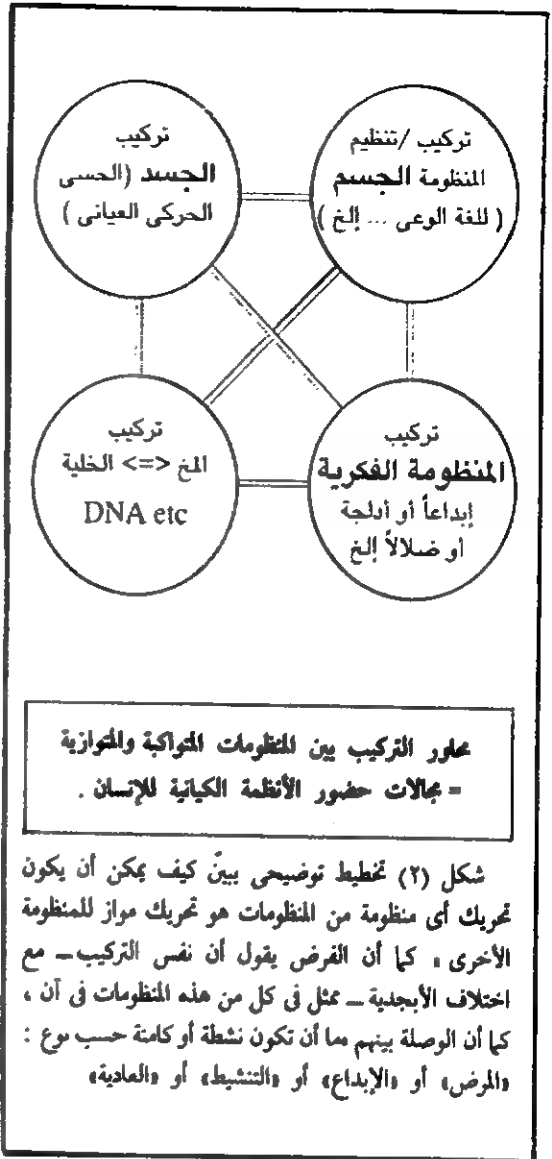 تركيب / تنظيم
المنظومة الجسم
( للغة الوعى ... إلخ )
تركيب
الجسد (الحسى
الحركى العيانى )
تركيب
المنظومة الفكرية
إبداعاً أو أدلجة
أو ضلالاً إلخ
تركيب
المخ <=> الخلية
DNA etc
محاور التركيب بين المنظومات المتواكبة والمتوازية
= مجالات حضور الأنظمة الكيانية للإنسان .
شكل (٢) تخطيط توضيحى يبينّ كيف يمكن أن يكون
تحريك أى منظومة من المنظومات هو تحريك مواز للمنظومة
الأخرى ، كما أن الفرض يقول أن نفس التركيب ــ مع
اختلاف الأبجدية ــ ممثل فى كل من هذه المنظومات فى آن ،
كما أن الوصلة بينهم أن تكون نشطة أو كامنة حسب :
«المرض» أو «الإبداع» أو «التنشيط» أو «العادية»